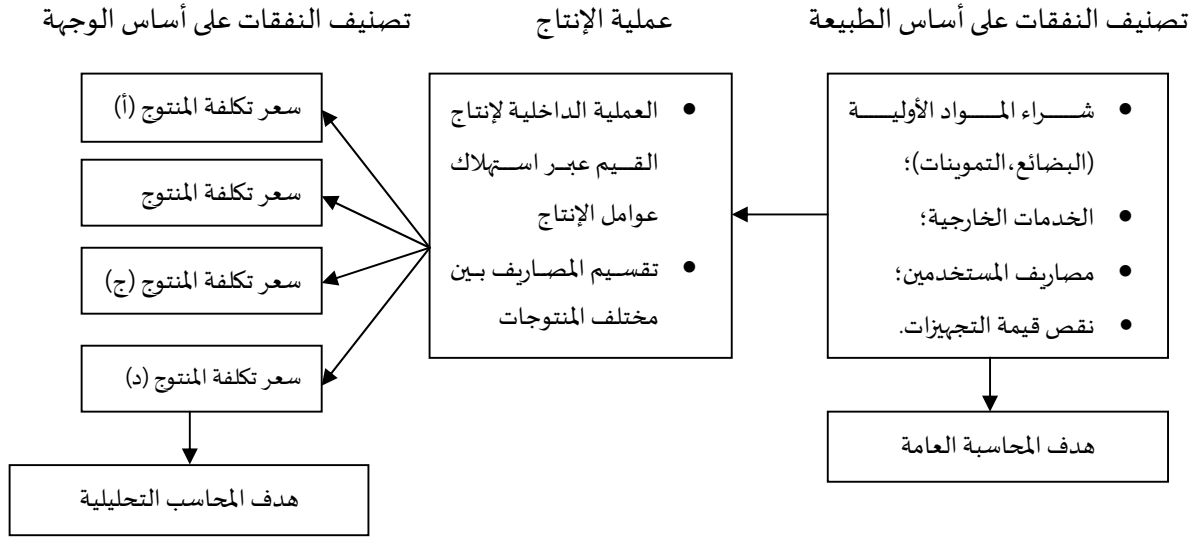 تصنيف النفقات على أساس الطبيعة
عملية الإنتاج
تصنيف النفقات على أساس الوجهة
• شراء المواد الأولية
(البضائع،التموينات)؛
• الخدمات الخارجية؛
• مصاريف المستخدمين؛
• نقص قيمة التجهيزات.
هدف المحاسبة العامة
• العملية الداخلية لإنتاج
القيم عبر استهلاك
عوامل الإنتاج
• تقسيم المصاريف بين
مختلف المنتوجات
سعر تكلفة المنتوج (أ)
سعر تكلفة المنتوج
سعر تكلفة المنتوج (ج)
سعر تكلفة المنتوج (د)
هدف المحاسب التحليلية